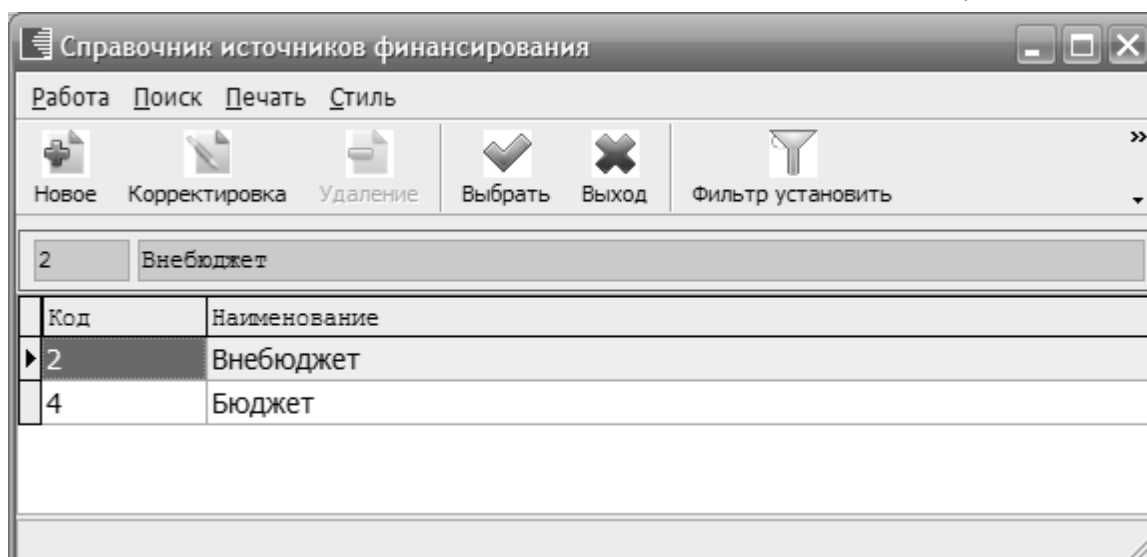 Справочник источников финансирования
Работа Поиск Печать Стиль
Новое Корректировка Удаление Выбрать Выход Фильтр установить
2 Внебюджет
Код Наименование
2 Внебюджет
4 Бюджет